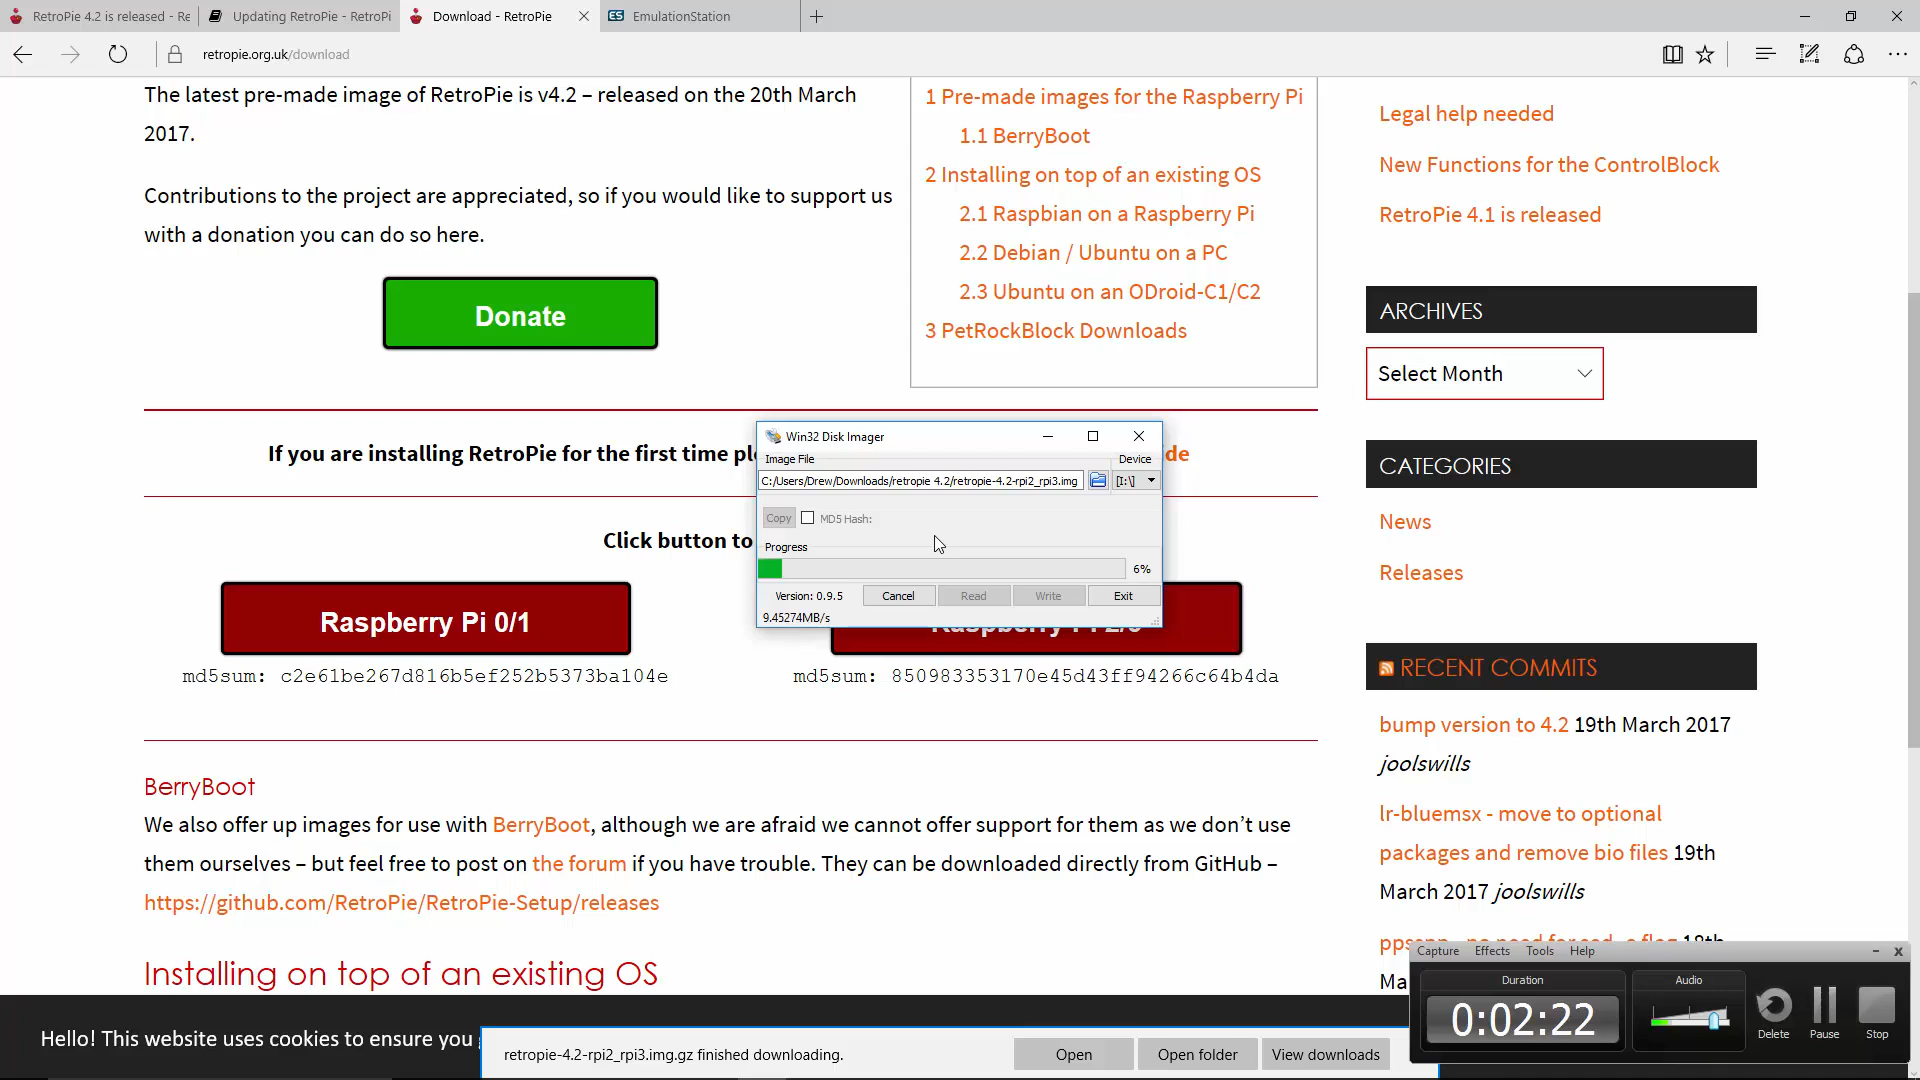 RetroPie 4.2 is released - Re
Updating RetroPie - RetroPi
Download - RetroPie
ES EmulationStation
retropie.org.uk/download
The latest pre-made image of RetroPie is v4.2 – released on the 20th March
2017.
Contributions to the project are appreciated, so if you would like to support us
with a donation you can do so here.
Donate
1 Pre-made images for the Raspberry Pi
1.1 BerryBoot
2 Installing on top of an existing OS
2.1 Raspbian on a Raspberry Pi
2.2 Debian / Ubuntu on a PC
2.3 Ubuntu on an ODroid-C1/C2
3 PetRockBlock Downloads
Legal help needed
New Functions for the ControlBlock
RetroPie 4.1 is released
ARCHIVES
Select Month
CATEGORIES
News
Releases
RECENT COMMITS
bump version to 4.2 19th March 2017
joolswills
lr-bluemsx - move to optional
packages and remove bio files 19th
March 2017 joolswills
If you are installing RetroPie for the first time ple
de
Click button to
Win32 Disk Imager
Image File
Device
C:/Users/Drew/Downloads/retropie 4.2/retropie-4.2-rpi2_rpi3.img
[I:\]
Copy
MD5 Hash:
Progress
6%
Version: 0.9.5
Cancel
Read
Write
Exit
9.45274MB/s
Raspberry Pi 0/1
md5sum: c2e61be267d816b5ef252b5373ba104e
md5sum: 850983353170e45d43ff94266c64b4da
BerryBoot
We also offer up images for use with BerryBoot, although we are afraid we cannot offer support for them as we don't use
them ourselves – but feel free to post on the forum if you have trouble. They can be downloaded directly from GitHub –
https://github.com/RetroPie/RetroPie-Setup/releases
Installing on top of an existing OS
Hello! This website uses cookies to ensure you
retropie-4.2-rpi2_rpi3.img.gz finished downloading.
Open
Open folder
View downloads
Capture
Effects
Tools
Help
Duration
0:02:22
Audio
Delete
Pause
Stop